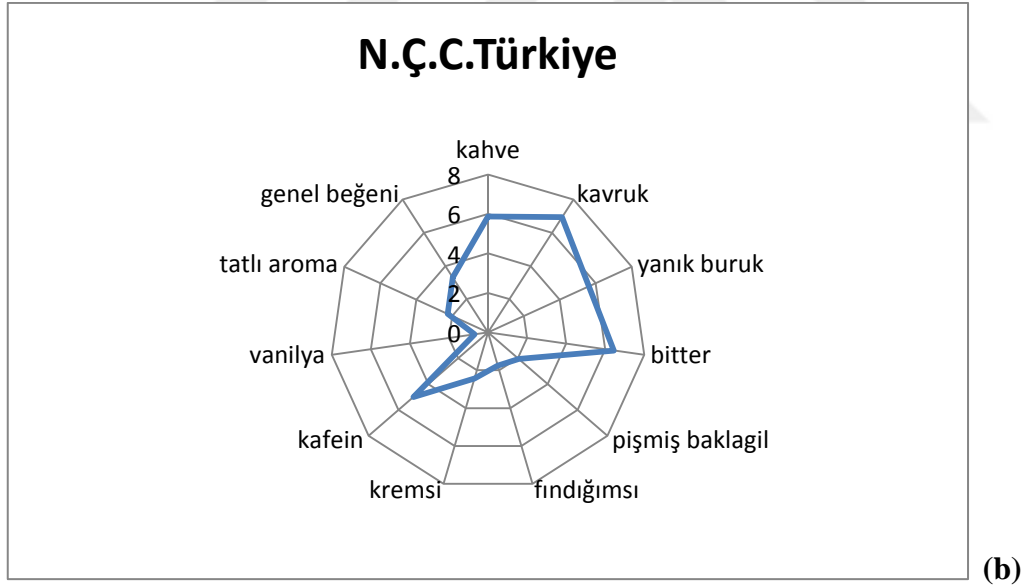 N.Ç.C.Türkiye
kahve
8
genel beğeni
kavruk
6
tatlı aroma
yanık buruk
4
2
0
vanilya
bitter
kafein
pişmiş baklagil
kremsi
fındığımsı
(b)